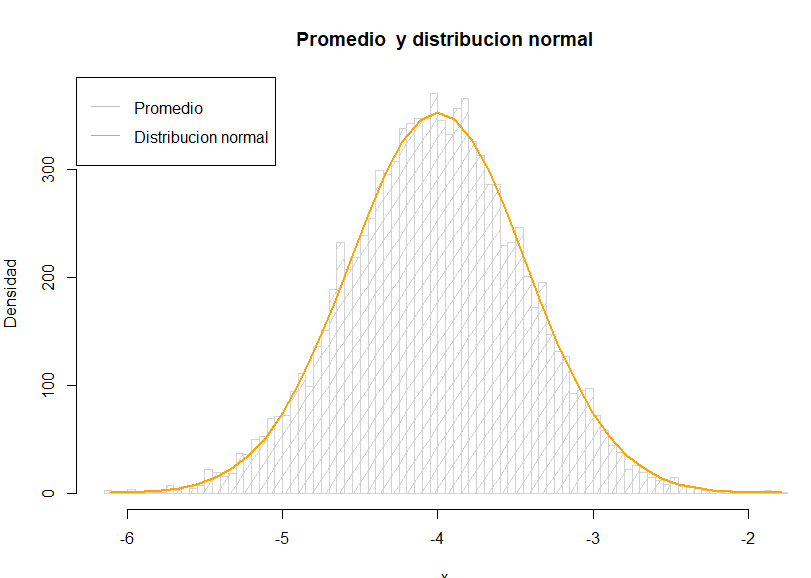 Promedio  y distribucion normal
Promedio
Distribucion normal
Densidad
300
200
100
0
-6
-5
-4
-3
-2
x